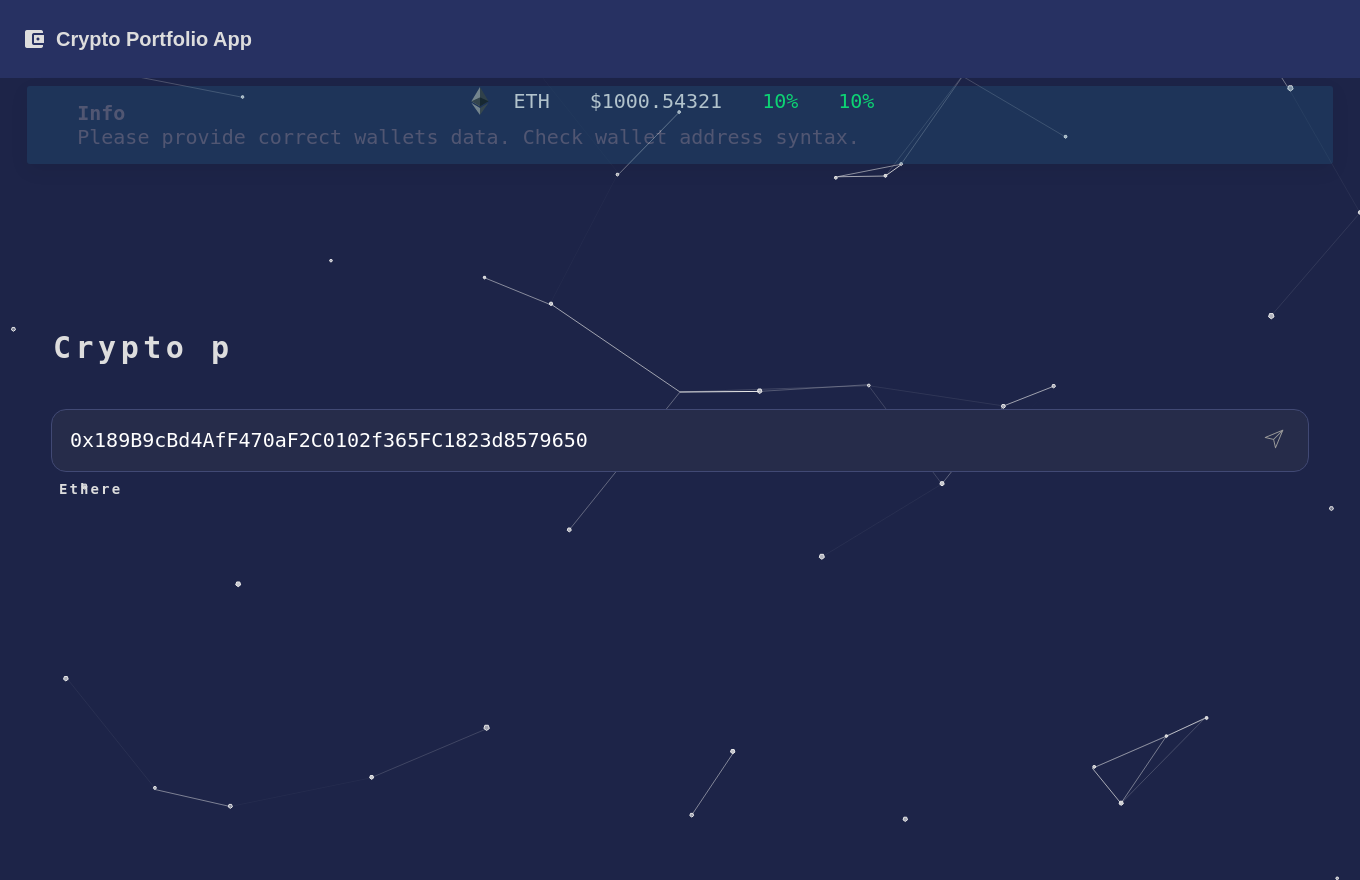 Crypto Portfolio App
ETH $1000.54321 10% 10%
Info
Please provide correct wallets data. Check wallet address syntax.
Crypto p
0x189B9cBd4AfF470aF2C0102f365FC1823d8579650
Ethere